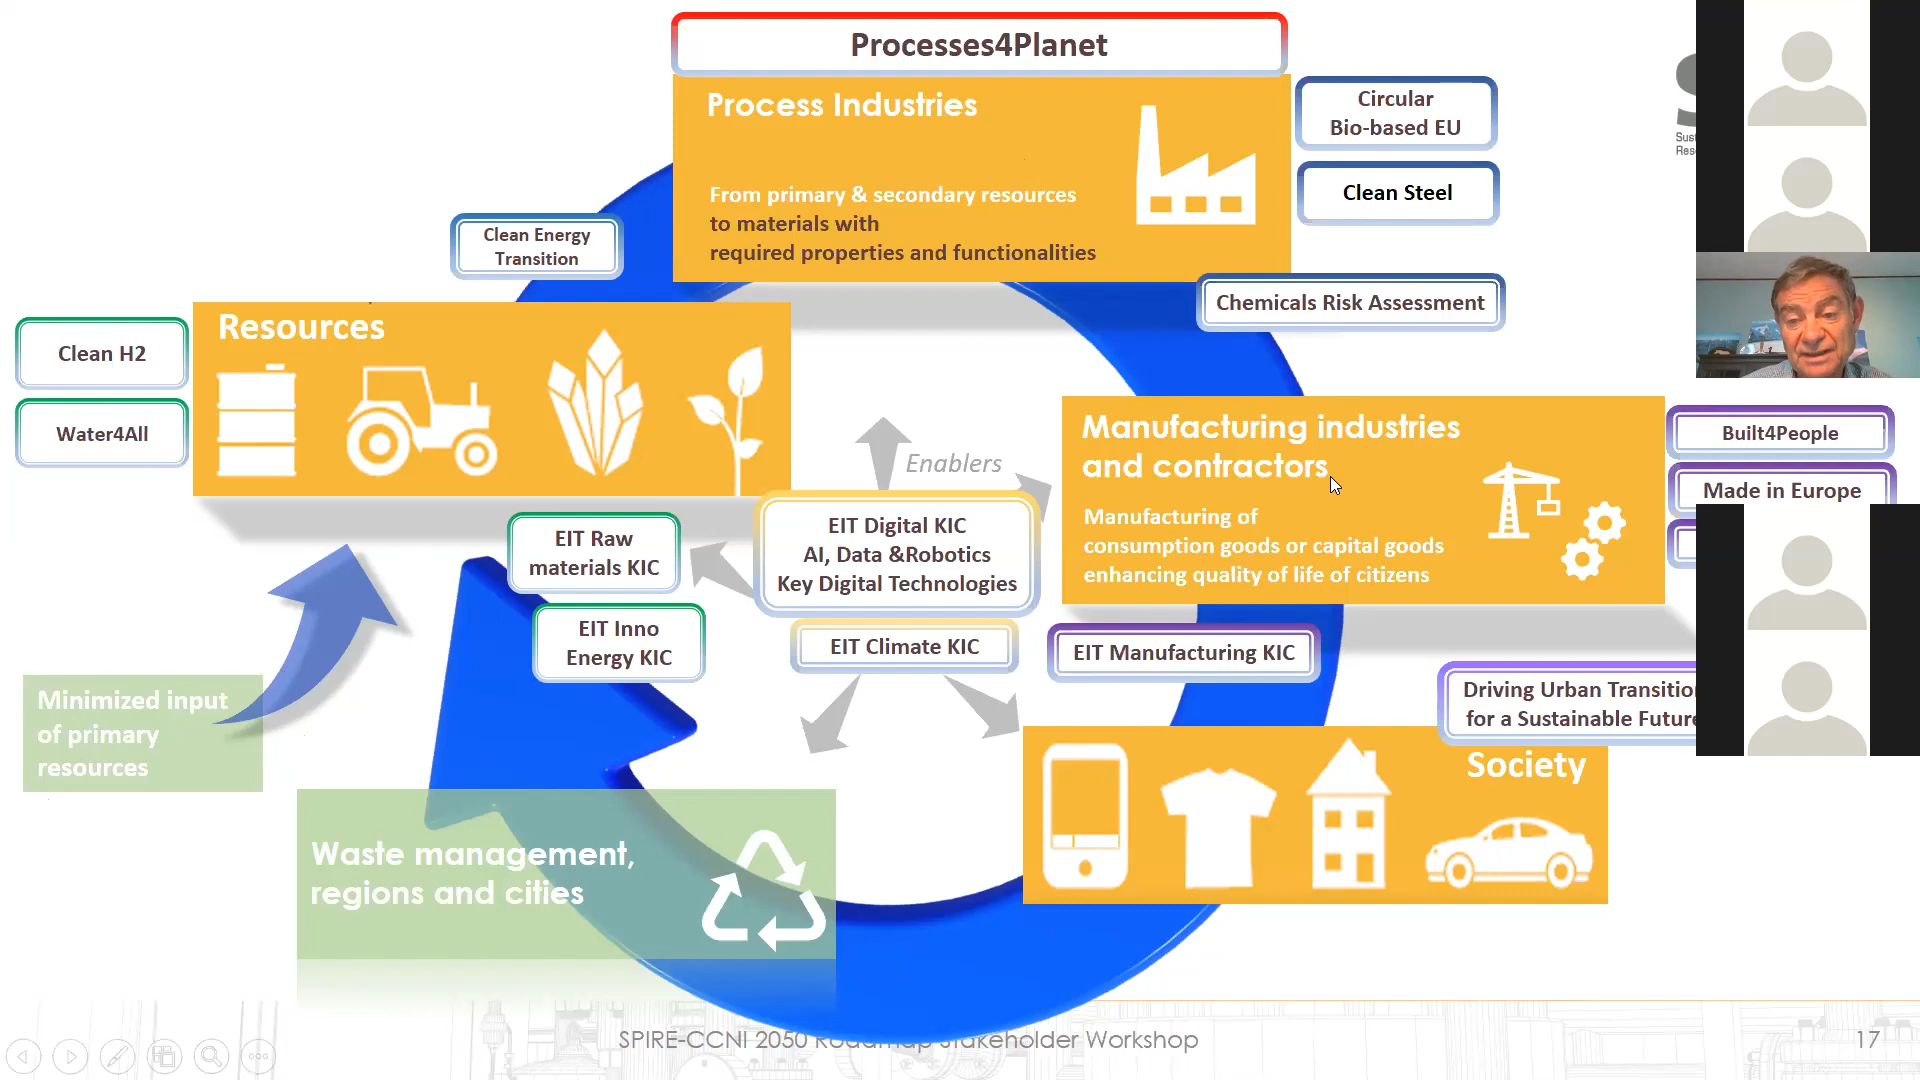 Processes4Planet
Process Industries
From primary & secondary resources
to materials with
required properties and functionalities
Circular
Bio-based EU
Clean Steel
Chemicals Risk Assessment
Clean Energy
Transition
Resources
Clean H2
Water4All
Enablers
Manufacturing industries
and contractors
Manufacturing of
consumption goods or capital goods
enhancing quality of life of citizens
Built4People
Made in Europe
EIT Raw
materials KIC
EIT Inno
Energy KIC
EIT Digital KIC
AI, Data &Robotics
Key Digital Technologies
EIT Climate KIC
EIT Manufacturing KIC
Driving Urban Transitio
for a Sustainable Future
Minimized input
of primary
resources
Society
Waste management,
regions and cities
SPIRE-CCNI 2050 Roadmap Stakeholder Workshop
17